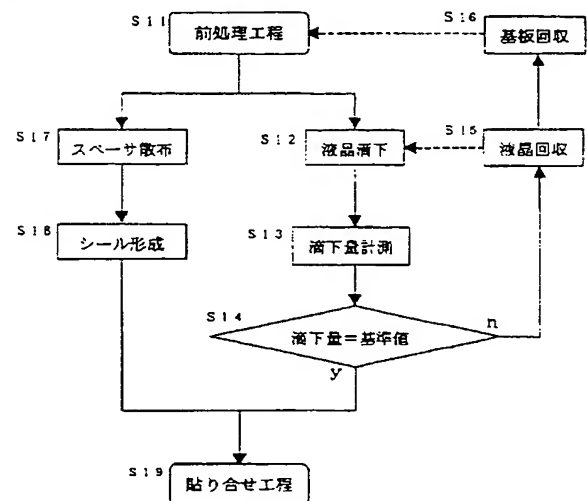 S11
前処理工程
S16
基板回収
S17
スペーサ散布
S12
液晶滴下
S15
液晶回収
S18
シール形成
S13
滴下量計測
S14
滴下量=基準値
n
y
S19
貼り合せ工程